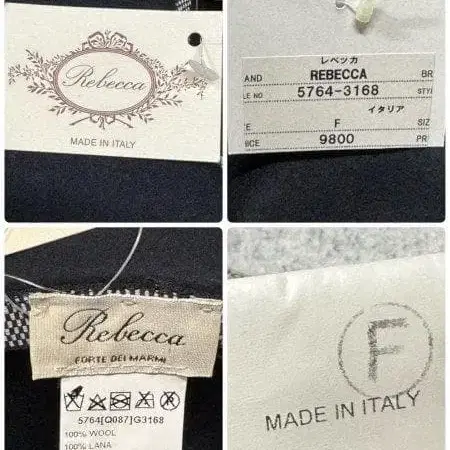 Rebecca
MADE IN ITALY
レベッカ
AND REBECCA BR
LE NO 5764-3168 STYL
イタリア
E F SIZ
ICE 9800 PR
Rebecca
FORTE DEI MARMI
5764[Q087]G3168
100% WOOL
100% LANA
F
MADE IN ITALY